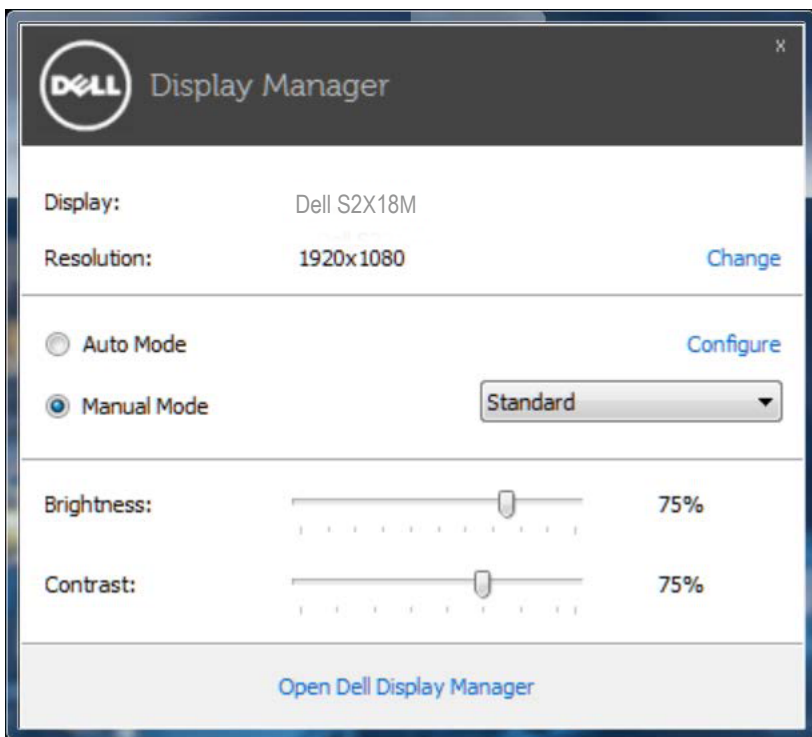 x
DELL Display Manager
Display: Dell S2X18M
Resolution: 1920x1080 Change
Auto Mode Configure
Manual Mode Standard
Brightness: 75%
Contrast: 75%
Open Dell Display Manager